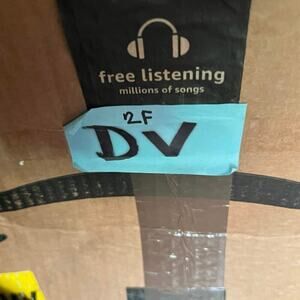 free listening
millions of songs
2F
DV